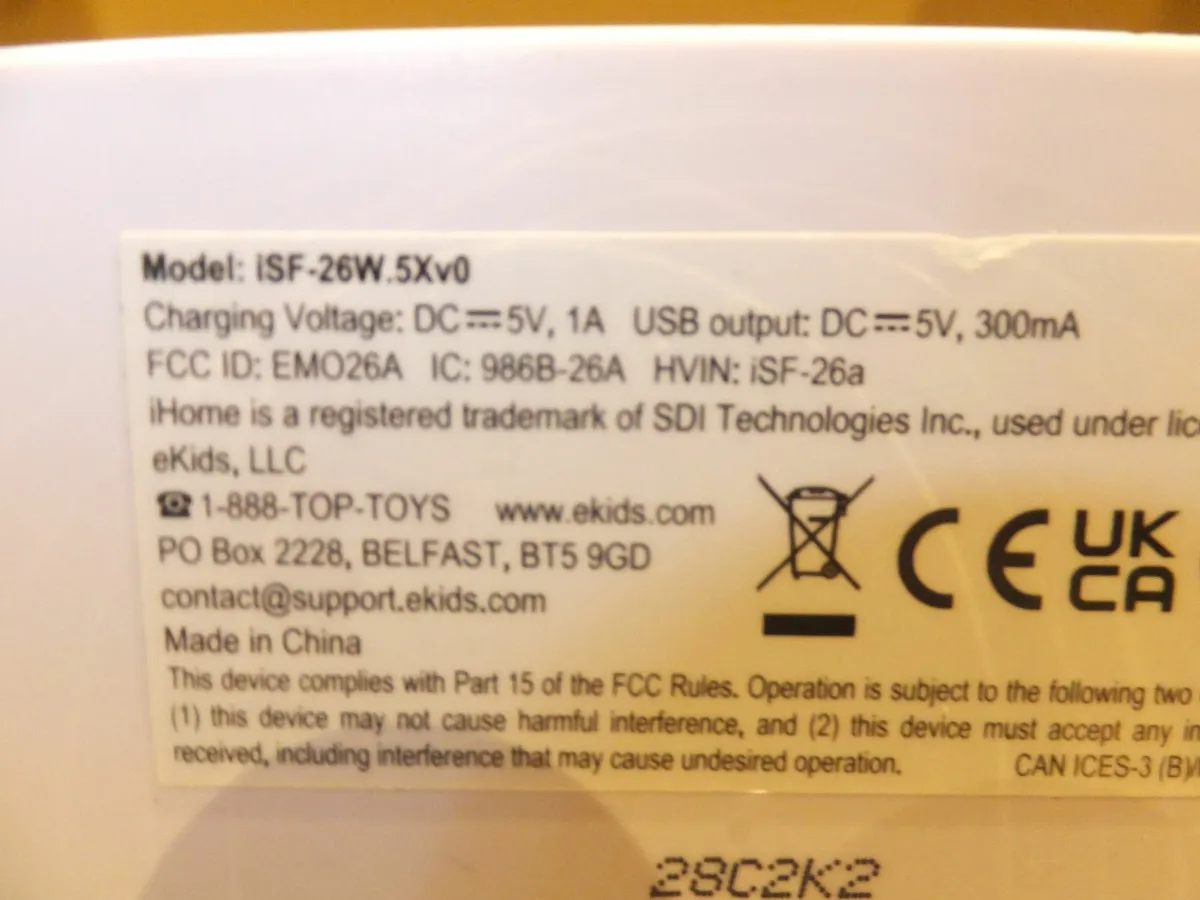 Model: ISF-26W.5Xv0
Charging Voltage: DC⎓5V, 1A USB output: DC⎓5V, 300mA
FCC ID: EMO26A IC: 986B-26A HVIN: iSF-26a
iHome is a registered trademark of SDI Technologies Inc., used under
eKids, LLC
☎ 1-888-TOP-TOYS www.ekids.com
PO Box 2228, BELFAST, BT5 9GD
contact@support.ekids.com
Made in China
CE UK
CA
This device complies with Part 15 of the FCC Rules. Operation is subject to the following two
(1) this device may not cause harmful interference, and (2) this device must accept any
received, including interference that may cause undesired operation. CAN ICES-3 (B)/
28C2K2